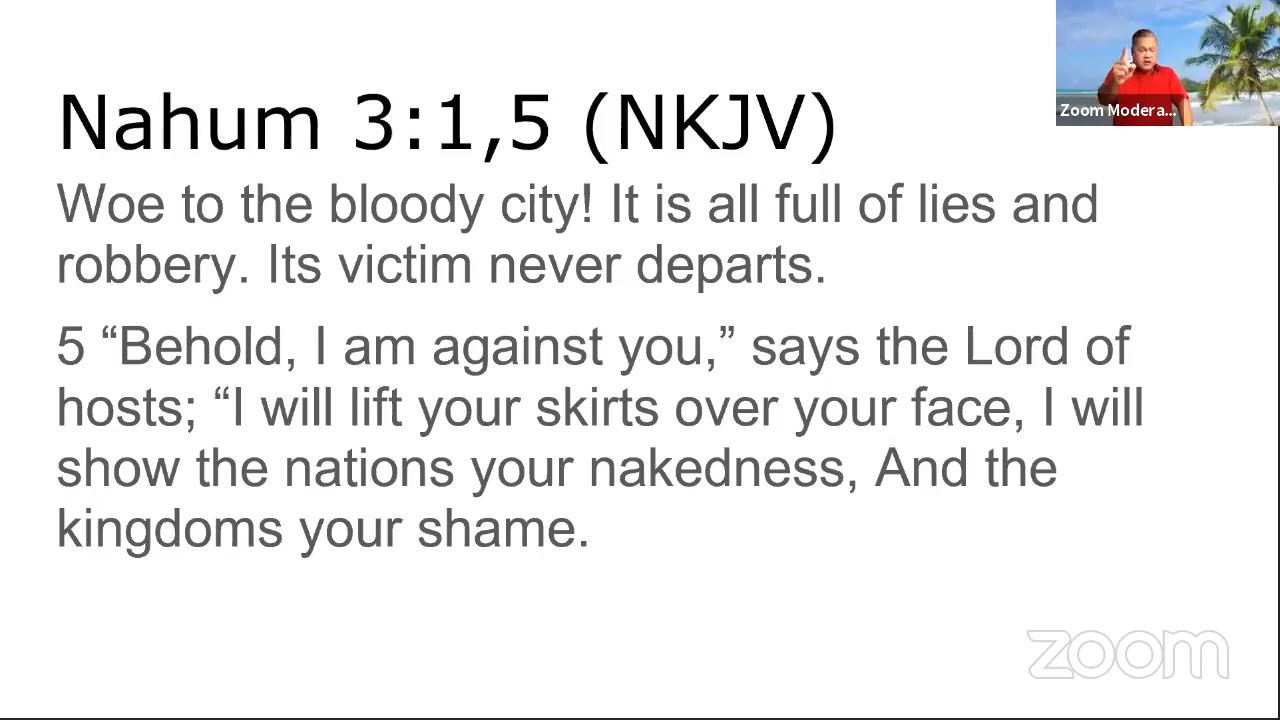 Zoom Modera...
Nahum 3:1,5 (NKJV)
Woe to the bloody city! It is all full of lies and
robbery. Its victim never departs.
5 “Behold, I am against you,” says the Lord of
hosts; “I will lift your skirts over your face, I will
show the nations your nakedness, And the
kingdoms your shame.
zoom